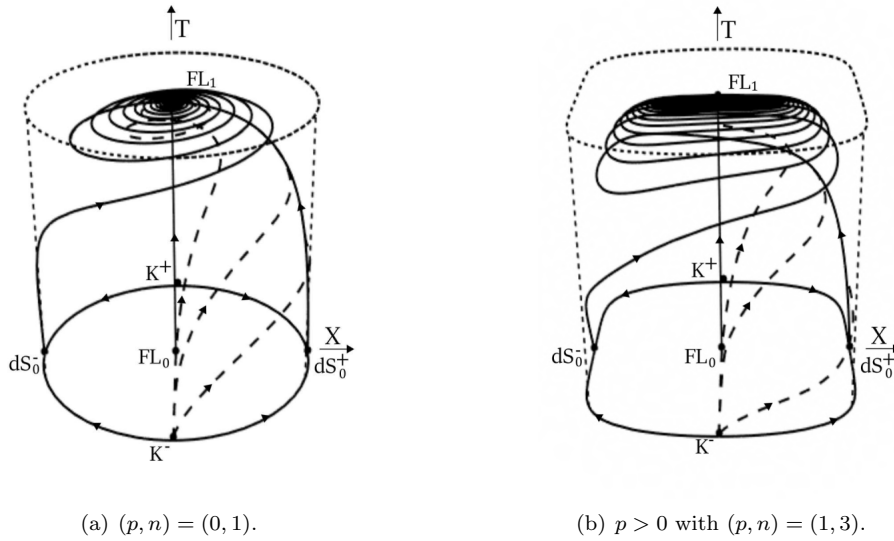 T
FL₁
K⁺
dS₀⁻
FL₀
X
dS₀⁺
K⁻
(a) (p, n) = (0, 1).
T
FL₁
K⁺
dS₀⁻
FL₀
X
dS₀⁺
K⁻
(b) p > 0 with (p, n) = (1, 3).